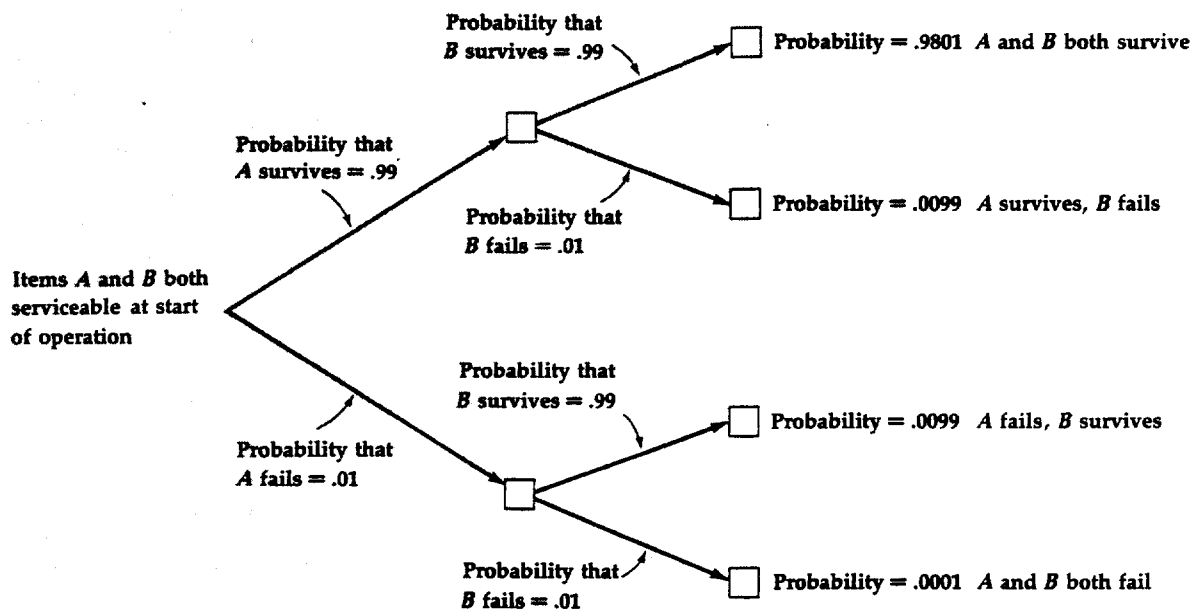 Probability that
B survives = .99
Probability = .9801 A and B both survive
Probability that
A survives = .99
Probability that
B fails = .01
Probability = .0099 A survives, B fails
Items A and B both
serviceable at start
of operation
Probability that
B survives = .99
Probability = .0099 A fails, B survives
Probability that
A fails = .01
Probability that
B fails = .01
Probability = .0001 A and B both fail